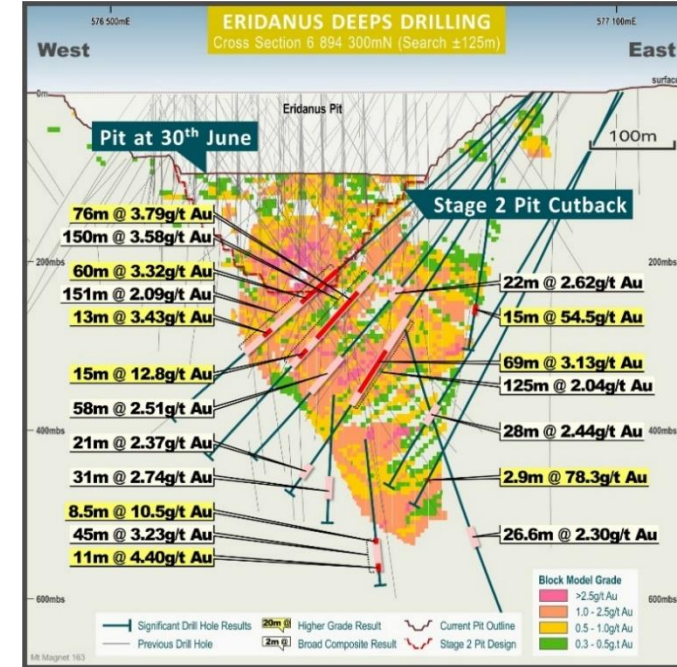 576 500mE
577 100mE
ERIDANUS DEEPS DRILLING
Cross Section 6 894 300mN (Search ±125m)
West
East
0m
surface
Eridanus Pit
100m
Pit at 30th June
Stage 2 Pit Cutback
76m @ 3.79g/t Au
150m @ 3.58g/t Au
200mbs
200mbs
60m @ 3.32g/t Au
151m @ 2.09g/t Au
13m @ 3.43g/t Au
22m @ 2.62g/t Au
15m @ 54.5g/t Au
15m @ 12.8g/t Au
69m @ 3.13g/t Au
125m @ 2.04g/t Au
58m @ 2.51g/t Au
400mbs
400mbs
28m @ 2.44g/t Au
21m @ 2.37g/t Au
31m @ 2.74g/t Au
2.9m @ 78.3g/t Au
8.5m @ 10.5g/t Au
45m @ 3.23g/t Au
11m @ 4.40g/t Au
26.6m @ 2.30g/t Au
Block Model Grade
>2.5g/t Au
1.0 - 2.5g/t Au
0.5 - 1.0g/t Au
0.3 - 0.5g.t Au
600mbs
600mbs
Significant Drill Hole Results
20m @ Higher Grade Result
Current Pit Outline
Previous Drill Hole
2m @ Broad Composite Result
Stage 2 Pit Design
Mt Magnet 163